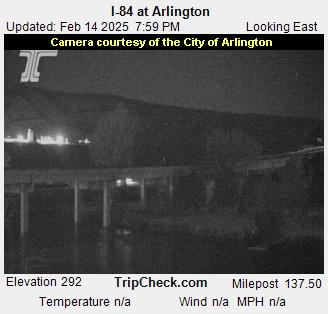 I-84 at Arlington
Updated: Feb 14 2025 7:59 PM Looking East
Camera courtesy of the City of Arlington
Elevation 292 TripCheck.com Milepost 137.50
Temperature n/a Wind n/a MPH n/a